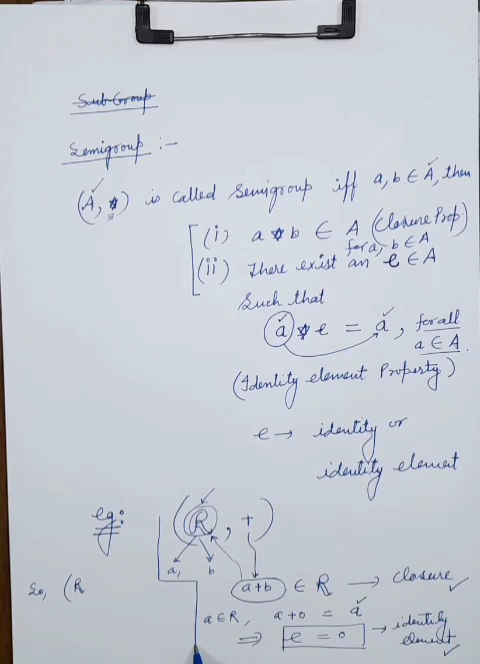 Sub-Group
Semigroup :-
(A, *) is called Semigroup iff a, b ∈ A, then
(i) a * b ∈ A (Closure Prop.)
for a, b ∈ A
(ii) There exist an e ∈ A
Such that
a * e = a, for all
a ∈ A.
(Identity element Property)
e → identity or
identity element
eg:
(R, +)
a, b
a+b ∈ R → closure ✓
So, (R
a ∈ R, a + 0 = a
⇒ e = 0 → identity
element ✓